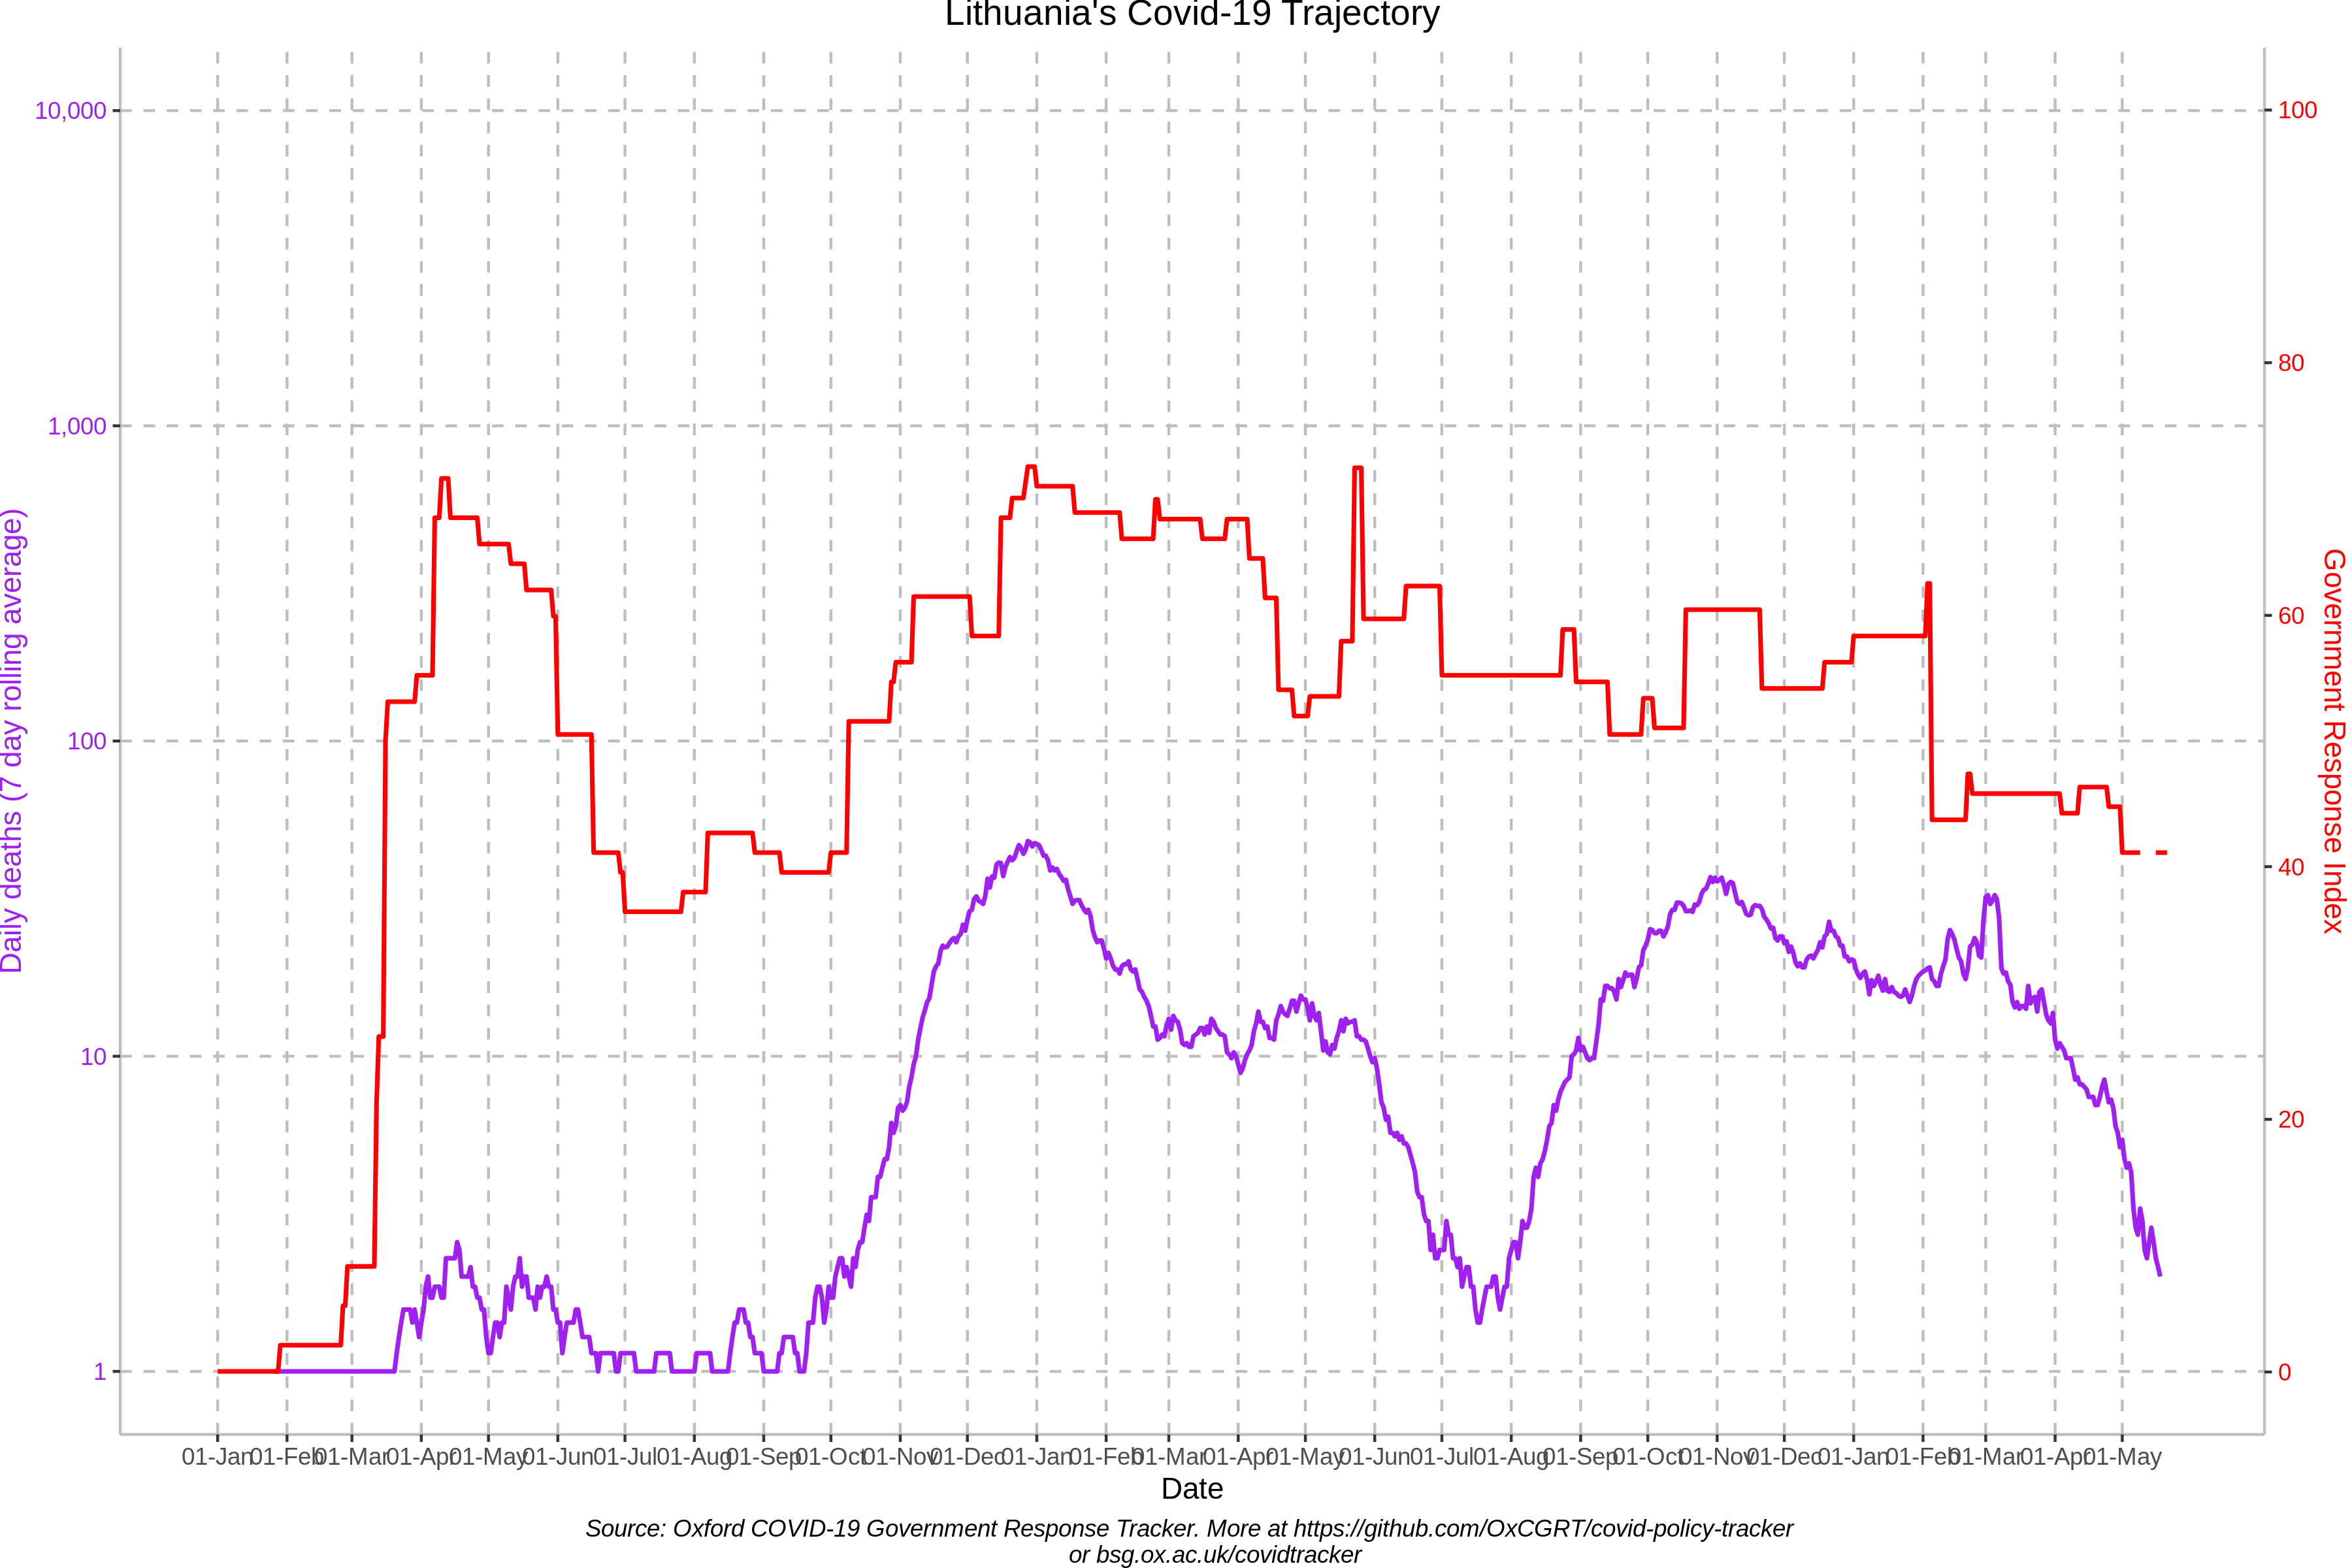 Lithuania's Covid-19 Trajectory
10,000
1,000
100
10
1
Daily deaths (7 day rolling average)
100
80
60
40
20
0
Government Response Index
01-Jan 01-Feb 01-Mar 01-Apr 01-May 01-Jun 01-Jul 01-Aug 01-Sep 01-Oct 01-Nov 01-Dec 01-Jan 01-Feb 01-Mar 01-Apr 01-May 01-Jun 01-Jul 01-Aug 01-Sep 01-Oct 01-Nov 01-Dec 01-Jan 01-Feb 01-Mar 01-Apr 01-May
Date
Source: Oxford COVID-19 Government Response Tracker. More at https://github.com/OxCGRT/covid-policy-tracker
or bsg.ox.ac.uk/covidtracker